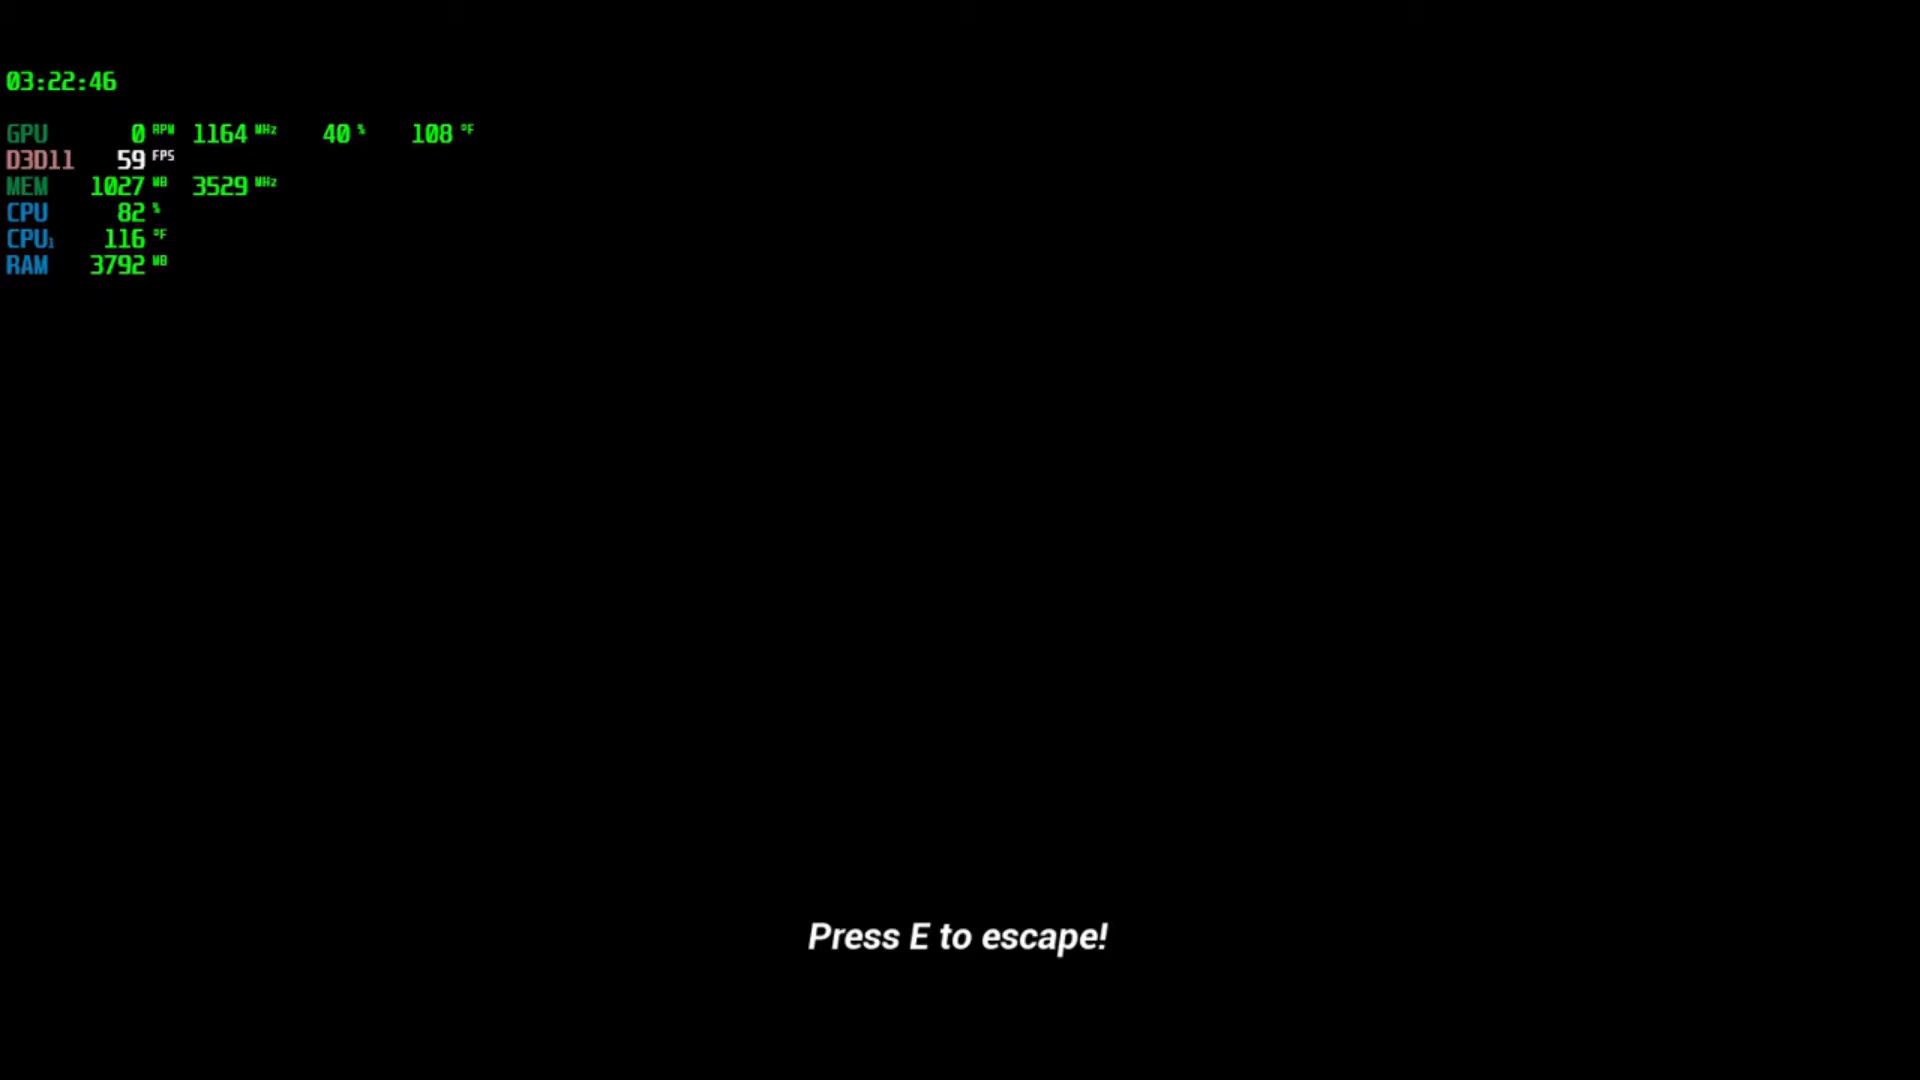 03:22:46
GPU 0 RPM 1164 MHz 40 % 108 °F
D3D11 59 FPS
MEM 1027 MB 3529 MHz
CPU 82 %
CPU1 116 °F
RAM 3792 MB
Press E to escape!